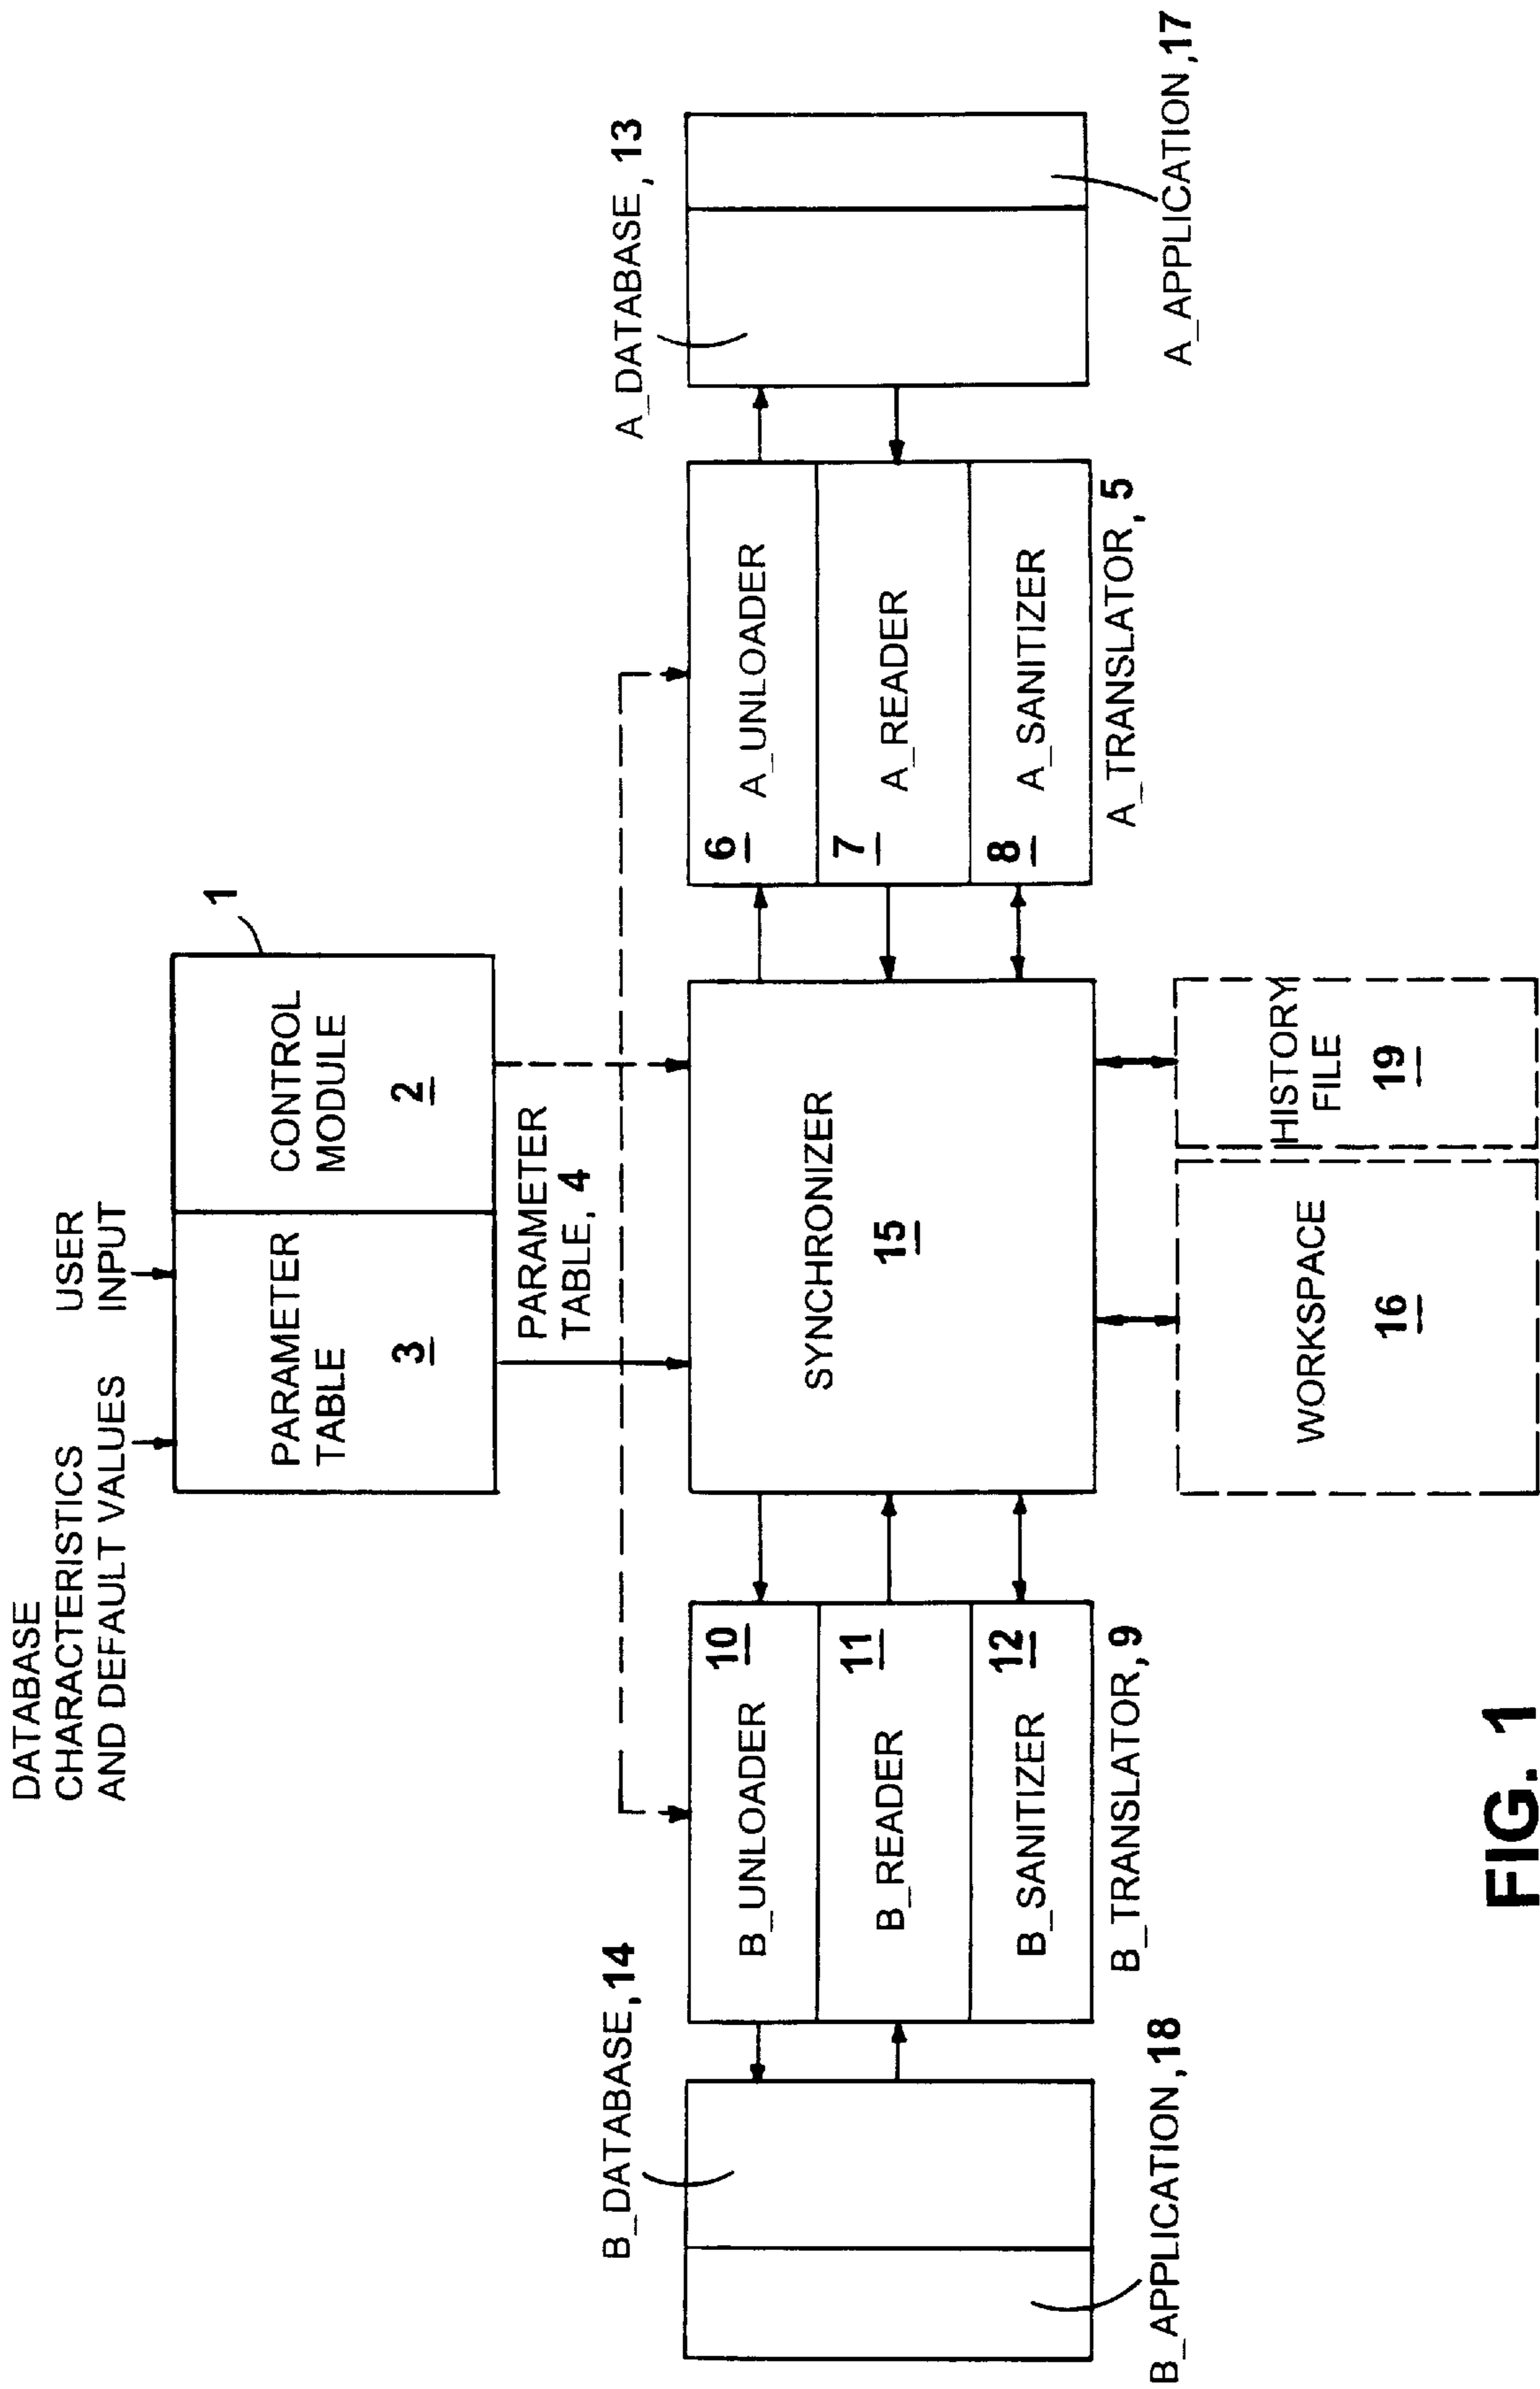 DATABASE
CHARACTERISTICS
AND DEFAULT VALUES
USER
INPUT
1
PARAMETER
TABLE
3
CONTROL
MODULE
2
PARAMETER
TABLE, 4
B_DATABASE, 14
A_DATABASE, 13
B_UNLOADER 10
SYNCHRONIZER
15
6 A_UNLOADER
B_READER 11
7 A_READER
B_SANITIZER 12
8 A_SANITIZER
B_TRANSLATOR, 9
A_TRANSLATOR, 5
B_APPLICATION, 18
A_APPLICATION, 17
WORKSPACE
16
HISTORY
FILE
19
FIG. 1